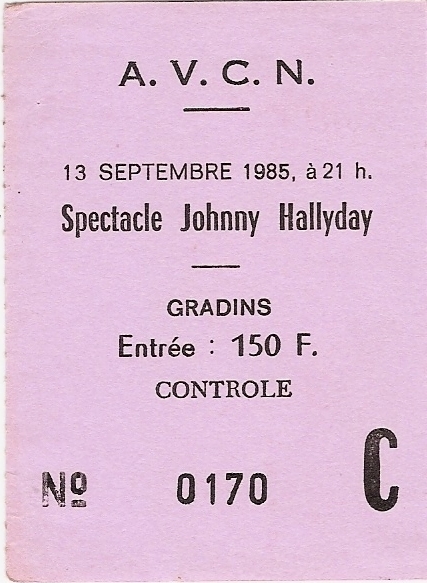 A. V. C. N.
13 SEPTEMBRE 1985, à 21 h.
Spectacle Johnny Hallyday
GRADINS
Entrée : 150 F.
CONTROLE
Nº 0170 C